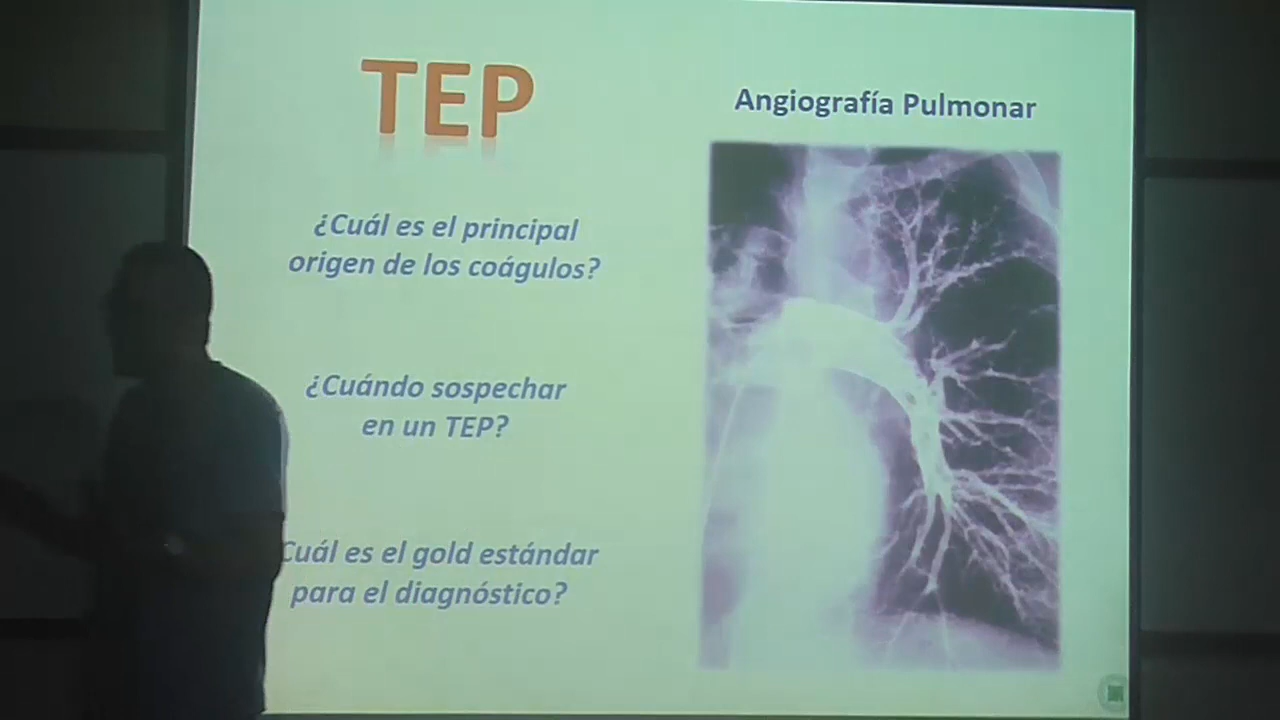 TEP
¿Cuál es el principal
origen de los coágulos?
¿Cuándo sospechar
en un TEP?
Cuál es el gold estándar
para el diagnóstico?
Angiografía Pulmonar